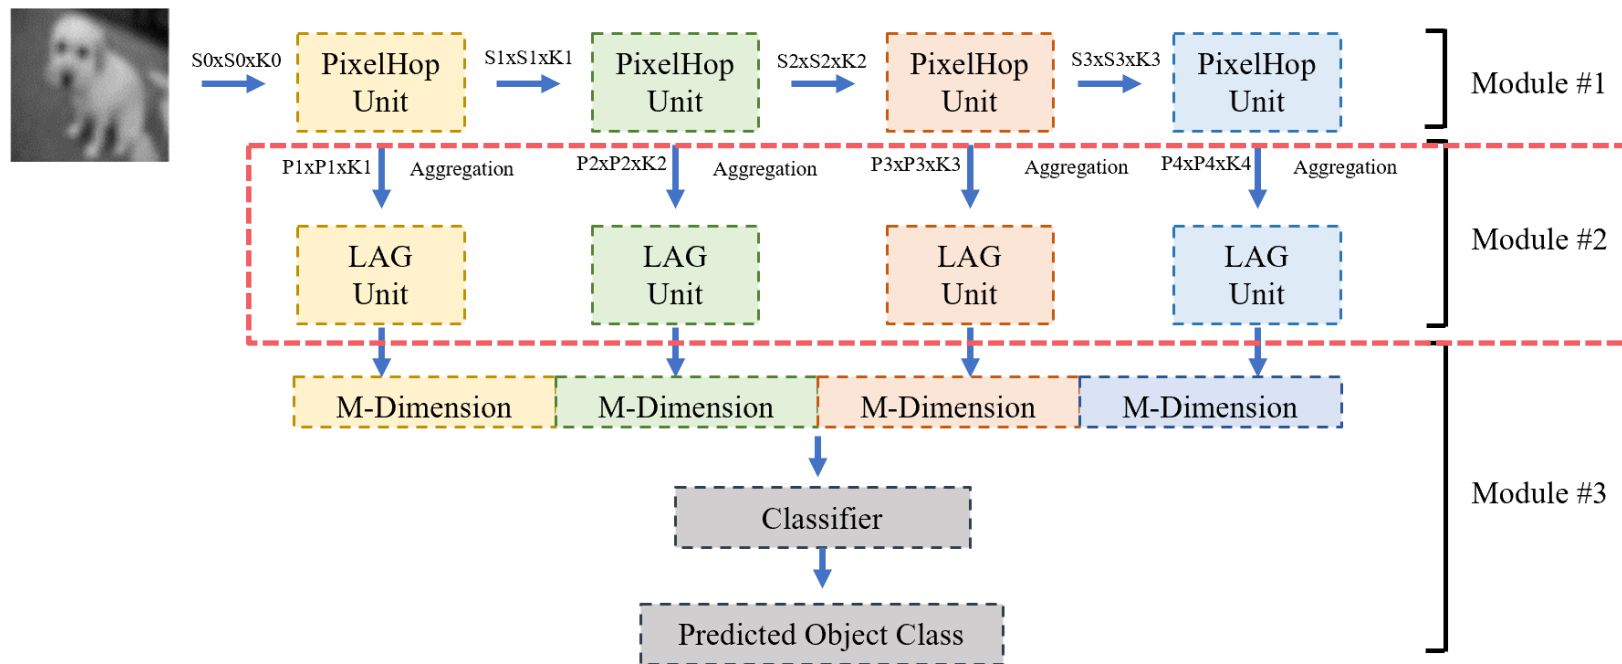 S0xS0xK0
PixelHop
Unit
S1xS1xK1
PixelHop
Unit
S2xS2xK2
PixelHop
Unit
S3xS3xK3
PixelHop
Unit
Module #1
P1xP1xK1
Aggregation
P2xP2xK2
Aggregation
P3xP3xK3
Aggregation
P4xP4xK4
Aggregation
LAG
Unit
LAG
Unit
LAG
Unit
LAG
Unit
Module #2
M-Dimension
M-Dimension
M-Dimension
M-Dimension
Classifier
Module #3
Predicted Object Class